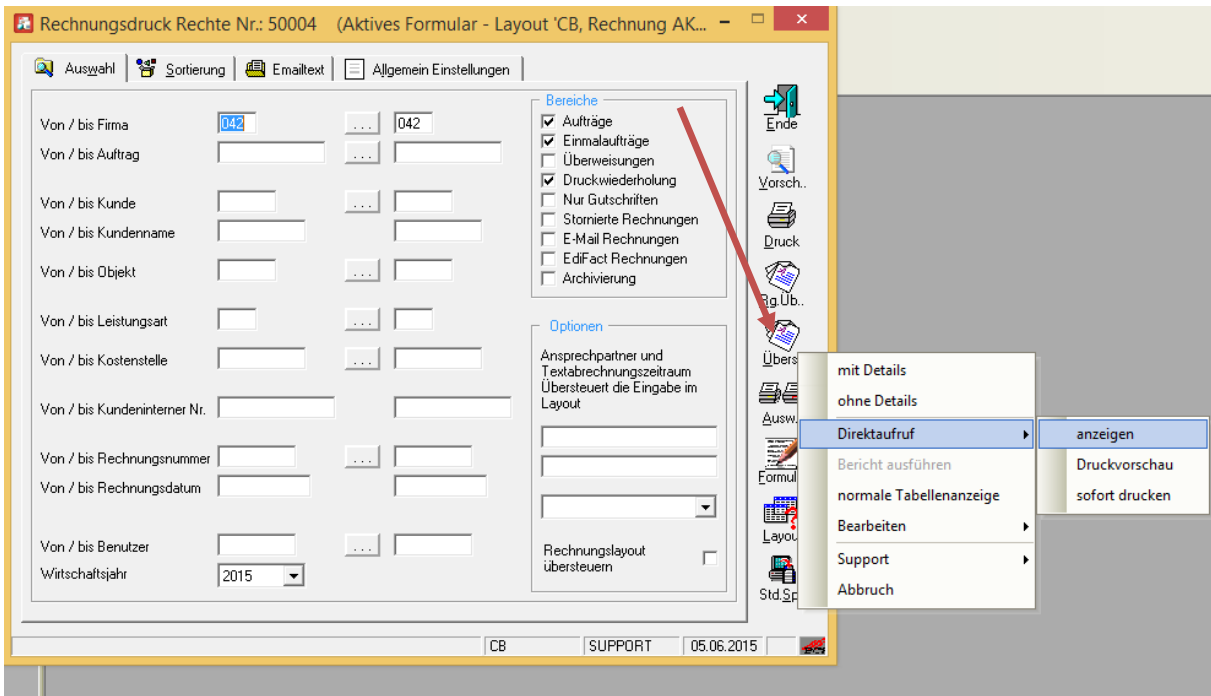 Rechnungsdruck Rechte Nr.: 50004 (Aktives Formular - Layout 'CB, Rechnung AK...
Auswahl
Sortierung
Emailtext
Allgemein Einstellungen
Von / bis Firma 042 ... 042
Von / bis Auftrag ...
Von / bis Kunde ...
Von / bis Kundenname
Von / bis Objekt ...
Von / bis Leistungsart ...
Von / bis Kostenstelle ...
Von / bis Kundeninterner Nr.
Von / bis Rechnungsnummer ...
Von / bis Rechnungsdatum
Von / bis Benutzer ...
Wirtschaftsjahr 2015
Bereiche
Aufträge
Einmalaufträge
Überweisungen
Druckwiederholung
Nur Gutschriften
Stornierte Rechnungen
E-Mail Rechnungen
EdiFact Rechnungen
Archivierung
Optionen
Ansprechpartner und
Textabrechnungszeitraum
Übersteuert die Eingabe im
Layout
Rechnungslayout
übersteuern
Ende
Vorsch..
Druck
Rg.Üb..
Übers
Ausw.
Formul
Layou
Std.Sp
mit Details
ohne Details
Direktaufruf
Bericht ausführen
normale Tabellenanzeige
Bearbeiten
Support
Abbruch
anzeigen
Druckvorschau
sofort drucken
CB SUPPORT 05.06.2015